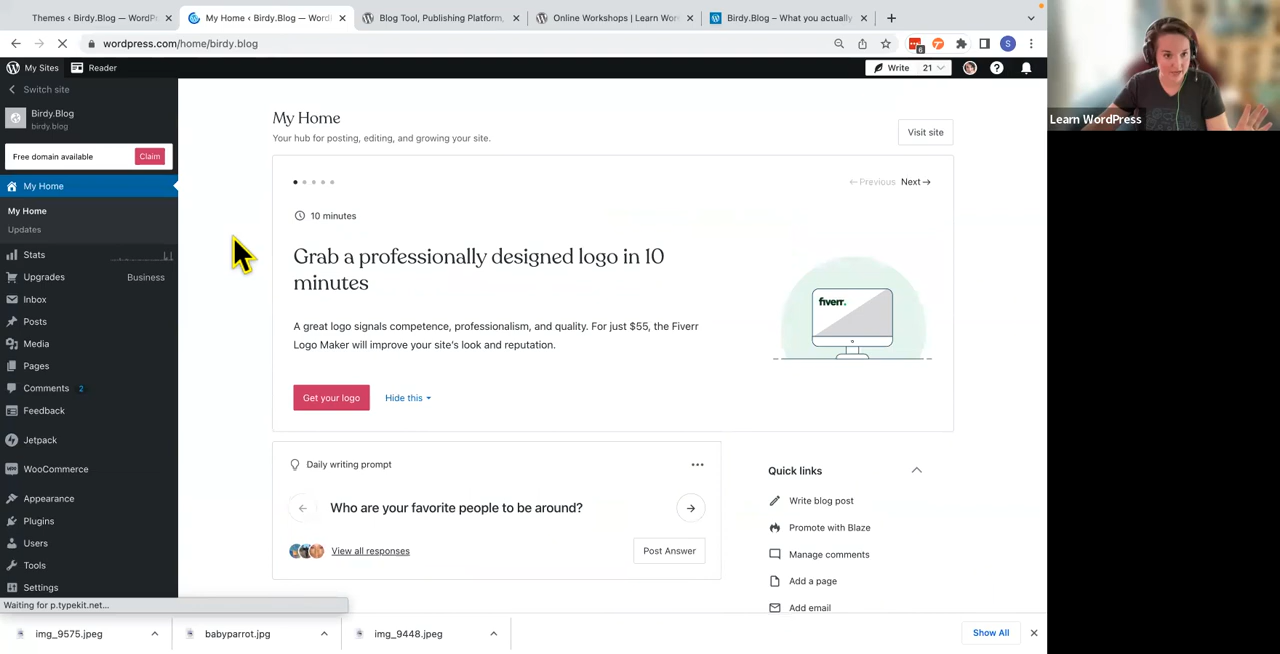 Themes ‹ Birdy.Blog — WordP
My Home ‹ Birdy.Blog — WordP
Blog Tool, Publishing Platform,
Online Workshops | Learn Wor
Birdy.Blog – What you actually
wordpress.com/home/birdy.blog
6
S
My Sites
Reader
Write
21
Switch site
Birdy.Blog
birdy.blog
Free domain available
Claim
My Home
My Home
Updates
Stats
Upgrades
Business
Inbox
Posts
Media
Pages
Comments 2
Feedback
Jetpack
WooCommerce
Appearance
Plugins
Users
Tools
Settings
Waiting for p.typekit.net...
My Home
Your hub for posting, editing, and growing your site.
Visit site
←Previous
Next→
10 minutes
Grab a professionally designed logo in 10
minutes
A great logo signals competence, professionalism, and quality. For just $55, the Fiverr
Logo Maker will improve your site's look and reputation.
Get your logo
Hide this
fiverr.
Daily writing prompt
Who are your favorite people to be around?
View all responses
Post Answer
Quick links
Write blog post
Promote with Blaze
Manage comments
Add a page
Add email
img_9575.jpeg
babyparrot.jpg
img_9448.jpeg
Show All
Learn WordPress